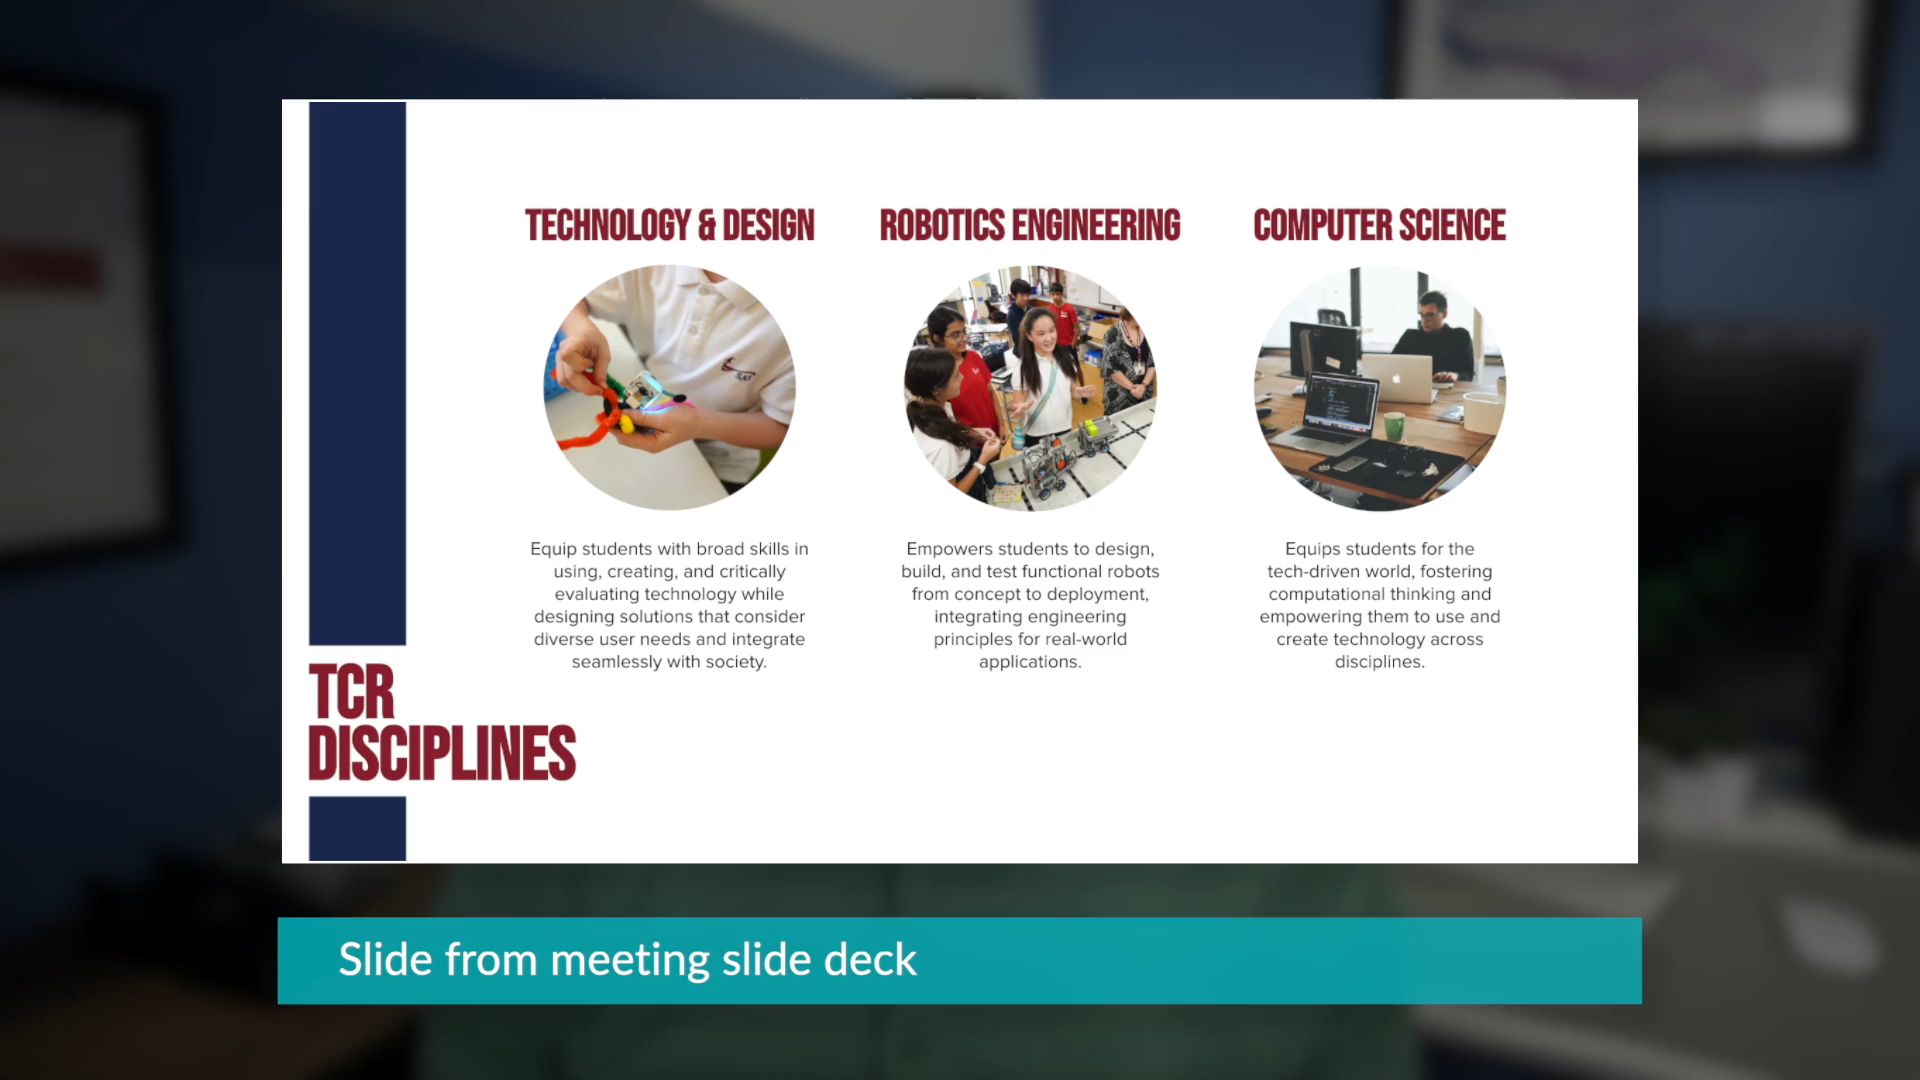 TECHNOLOGY & DESIGN
Equip students with broad skills in
using, creating, and critically
evaluating technology while
designing solutions that consider
diverse user needs and integrate
seamlessly with society.
ROBOTICS ENGINEERING
Empowers students to design,
build, and test functional robots
from concept to deployment,
integrating engineering
principles for real-world
applications.
COMPUTER SCIENCE
Equips students for the
tech-driven world, fostering
computational thinking and
empowering them to use and
create technology across
disciplines.
SAS
TCR
DISCIPLINES
Slide from meeting slide deck